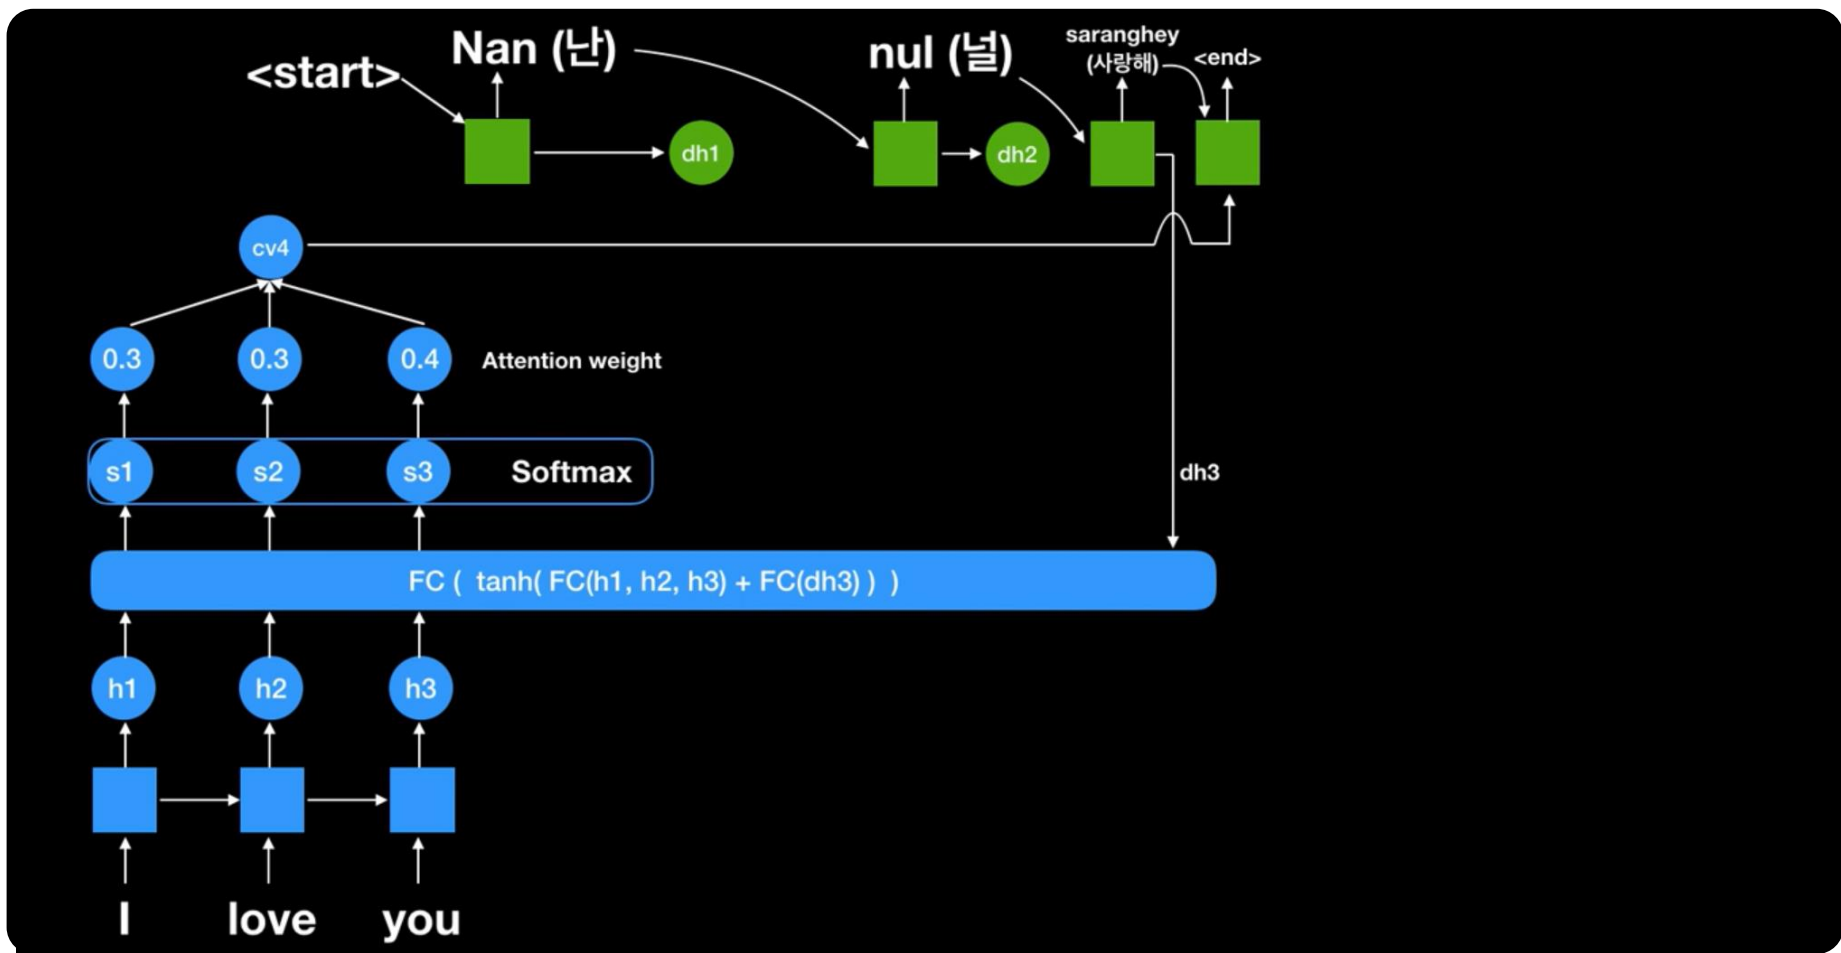 <start>
Nan (난)
nul (널)
saranghey
(사랑해)
<end>
dh1
dh2
cv4
0.3
0.3
0.4
Attention weight
s1
s2
s3
Softmax
dh3
FC ( tanh( FC(h1, h2, h3) + FC(dh3) ) )
h1
h2
h3
I
love
you